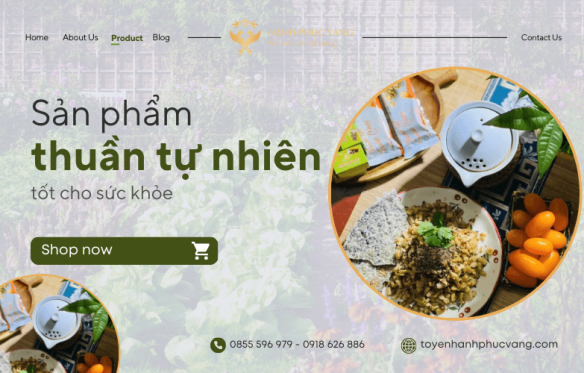 Home
About Us
Product
Blog
Contact Us
Sản phẩm
thuần tự nhiên
tốt cho sức khỏe
Shop now
0855 596 979 - 0918 626 886
toyenhanhphucvang.com